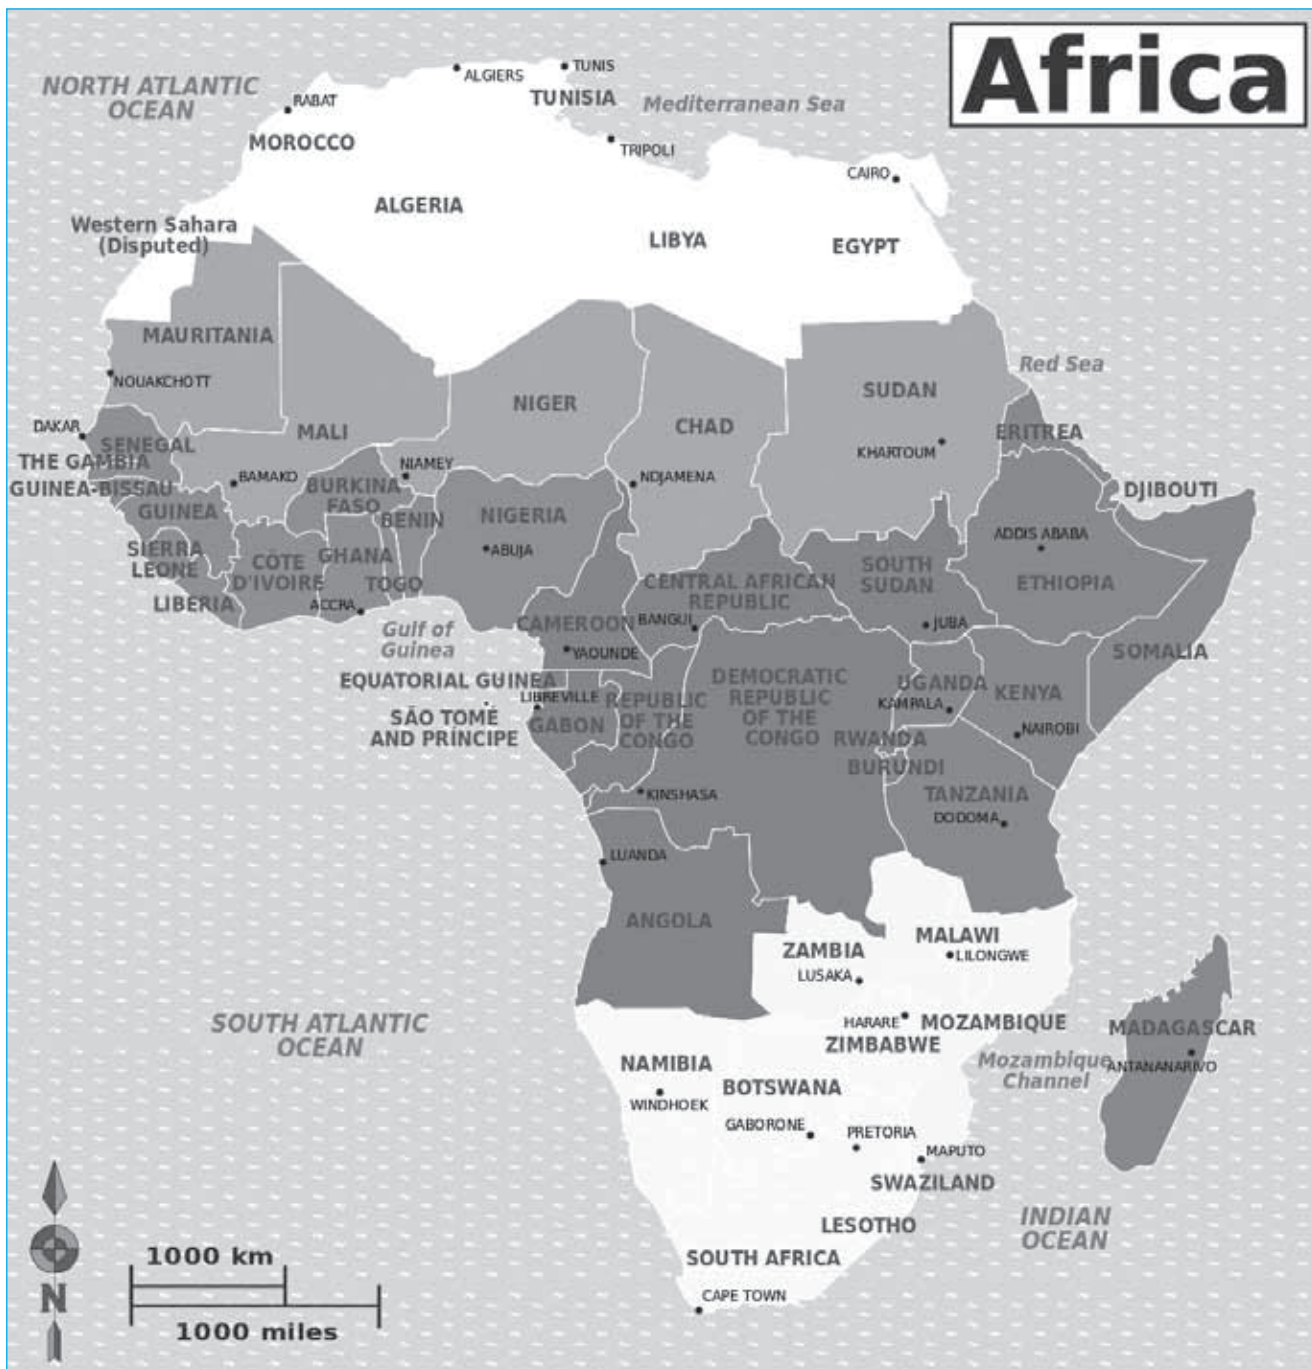 Africa
NORTH ATLANTIC
OCEAN
ALGIERS
TUNIS
TUNISIA
Mediterranean Sea
RABAT
MOROCCO
TRIPOLI
CAIRO
ALGERIA
Western Sahara
(Disputed)
LIBYA
EGYPT
MAURITANIA
NOUAKCHOTT
Red Sea
NIGER
SUDAN
DAKAR
SENEGAL
MALI
CHAD
ERITREA
KHARTOUM
THE GAMBIA
NIAMEY
BAMAKO
NDJAMENA
GUINEA-BISSAU
BURKINA
FASO
DJIBOUTI
GUINEA
BENIN
NIGERIA
ADDIS ABABA
SIERRA
LEONE
CÔTE
D'IVOIRE
GHANA
ABUJA
TOGO
CENTRAL AFRICAN
REPUBLIC
SOUTH
SUDAN
ETHIOPIA
LIBERIA
ACCRA
Gulf of
Guinea
CAMEROON
BANGUI
JUBA
YAOUNDE
SOMALIA
EQUATORIAL GUINEA
LIBREVILLE
SÃO TOMÉ
AND PRÍNCIPE
GABON
REPUBLIC
OF THE
CONGO
DEMOCRATIC
REPUBLIC
OF THE
CONGO
UGANDA
KAMPALA
KENYA
NAIROBI
RWANDA
BURUNDI
KINSHASA
TANZANIA
DODOMA
LUANDA
ANGOLA
ZAMBIA
LUSAKA
MALAWI
LILONGWE
SOUTH ATLANTIC
OCEAN
HARARE
ZIMBABWE
MOZAMBIQUE
MADAGASCAR
ANTANANARIVO
Mozambique
Channel
NAMIBIA
WINDHOEK
BOTSWANA
GABORONE
PRETORIA
MAPUTO
SWAZILAND
LESOTHO
INDIAN
OCEAN
SOUTH AFRICA
CAPE TOWN
N
1000 km
1000 miles